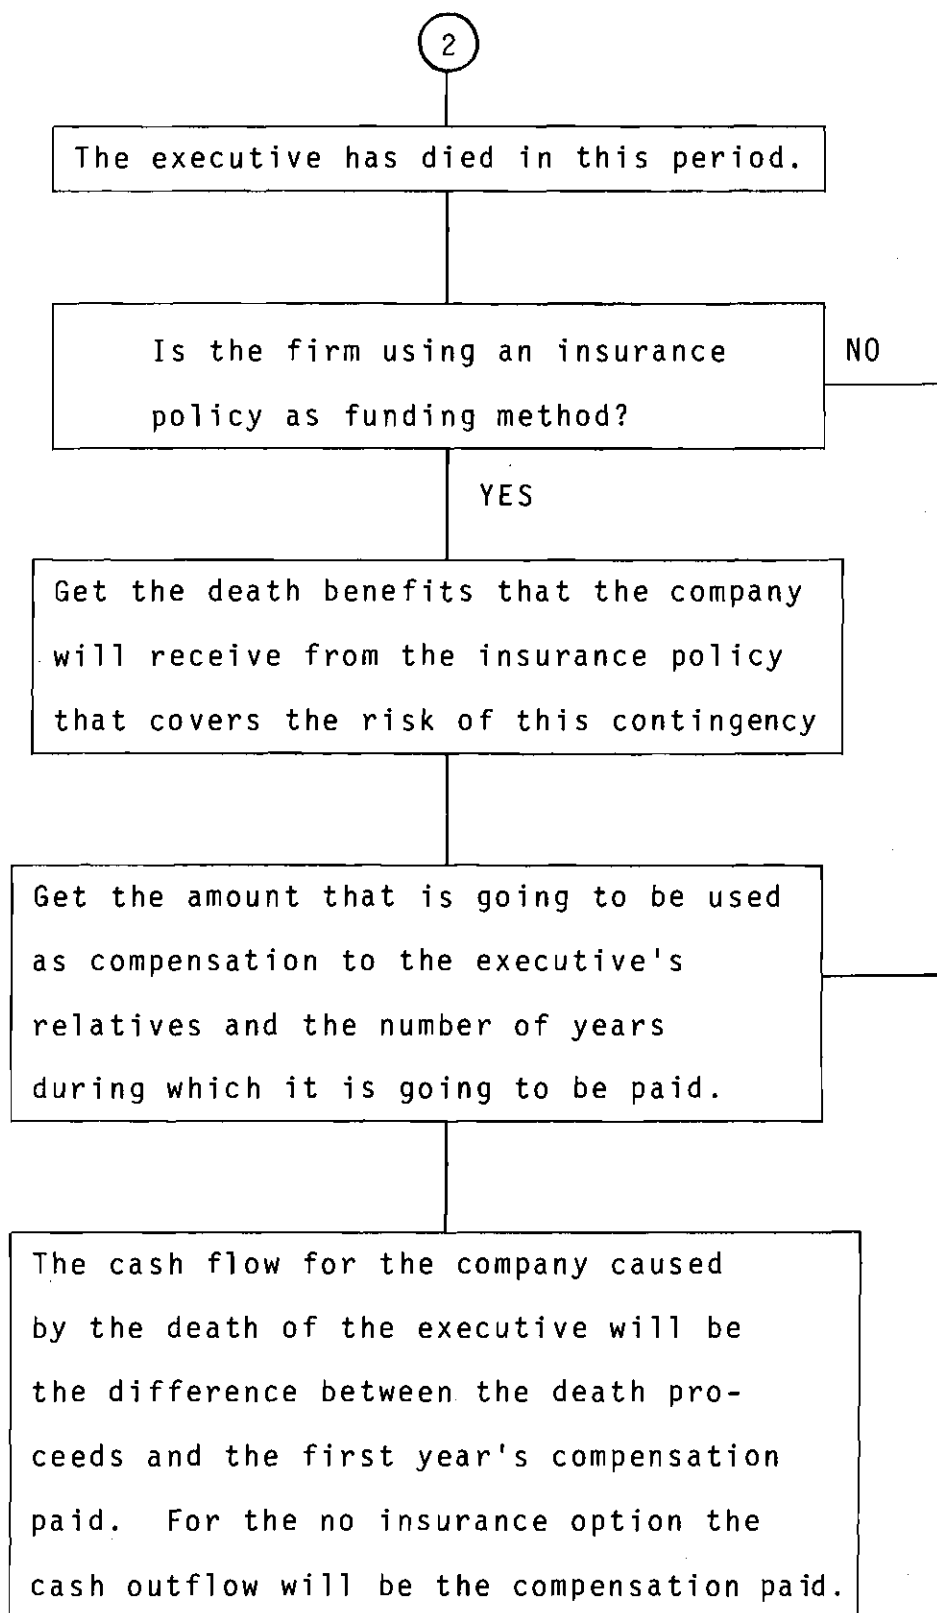 2
The executive has died in this period.
Is the firm using an insurance
policy as funding method?
NO
YES
Get the death benefits that the company
will receive from the insurance policy
that covers the risk of this contingency
Get the amount that is going to be used
as compensation to the executive's
relatives and the number of years
during which it is going to be paid.
The cash flow for the company caused
by the death of the executive will be
the difference between the death pro-
ceeds and the first year's compensation
paid. For the no insurance option the
cash outflow will be the compensation paid.